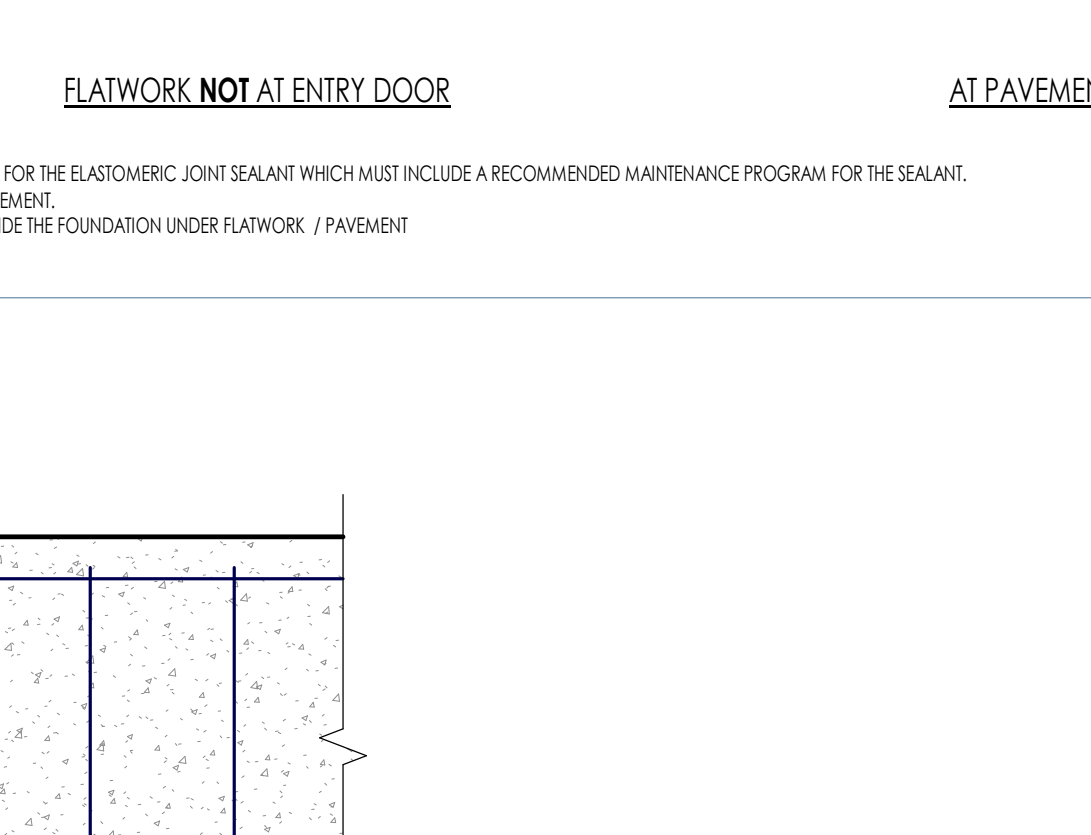 FLATWORK NOT AT ENTRY DOOR
AT
FOR THE ELASTOMERIC JOINT SEALANT WHICH MUST INCLUDE A RECOMMENDED MAINTENANCE PROGRAM FOR THE SEALANT.
EMENT.
IDE THE FOUNDATION UNDER FLATWORK / PAVEMENT